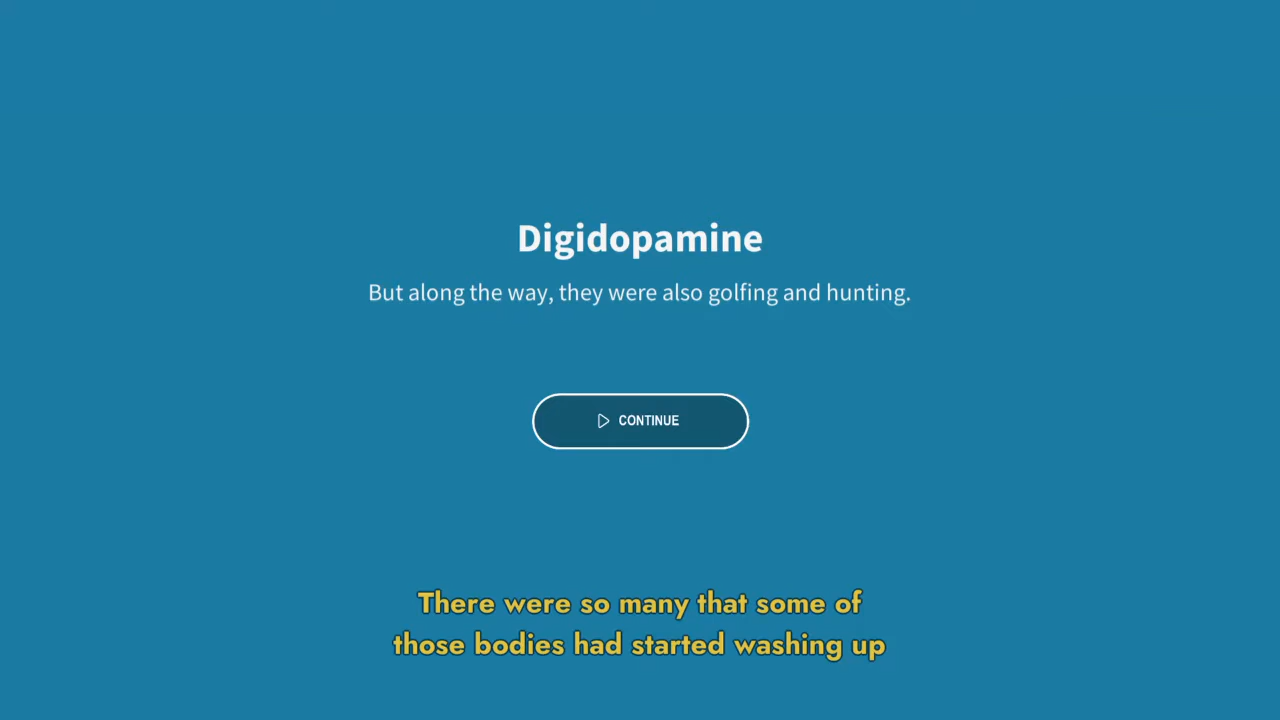 Digidopamine
But along the way, they were also golfing and hunting.
CONTINUE
There were so many that some of
those bodies had started washing up